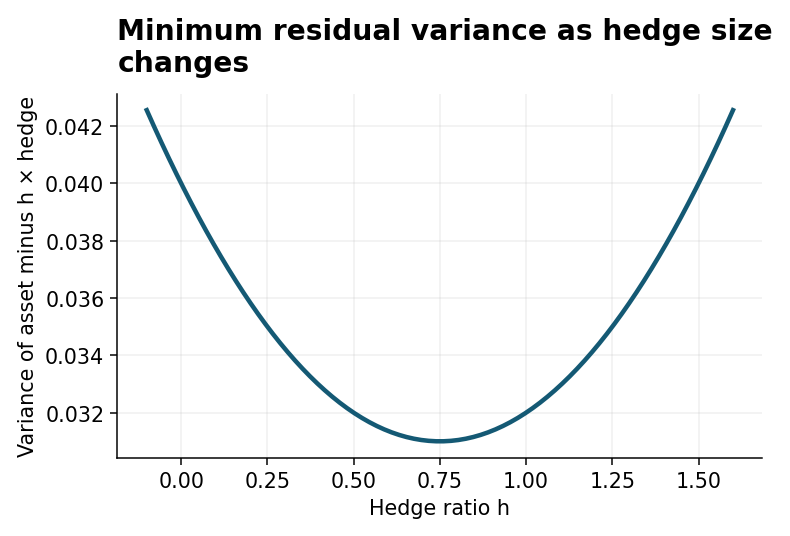 Minimum residual variance as hedge size
changes
Variance of asset minus h × hedge
0.042
0.040
0.038
0.036
0.034
0.032
0.00 0.25 0.50 0.75 1.00 1.25 1.50
Hedge ratio h